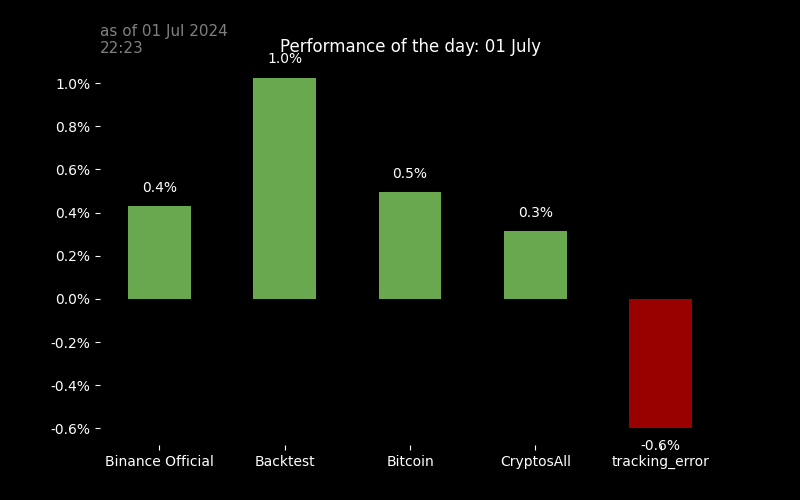 as of 01 Jul 2024
22:23
Performance of the day: 01 July
1.0%
1.0%
0.8%
0.6%
0.4%
0.2%
0.0%
-0.2%
-0.4%
-0.6%
0.4%
0.5%
0.3%
-0.6%
Binance Official
Backtest
Bitcoin
CryptosAll
tracking_error